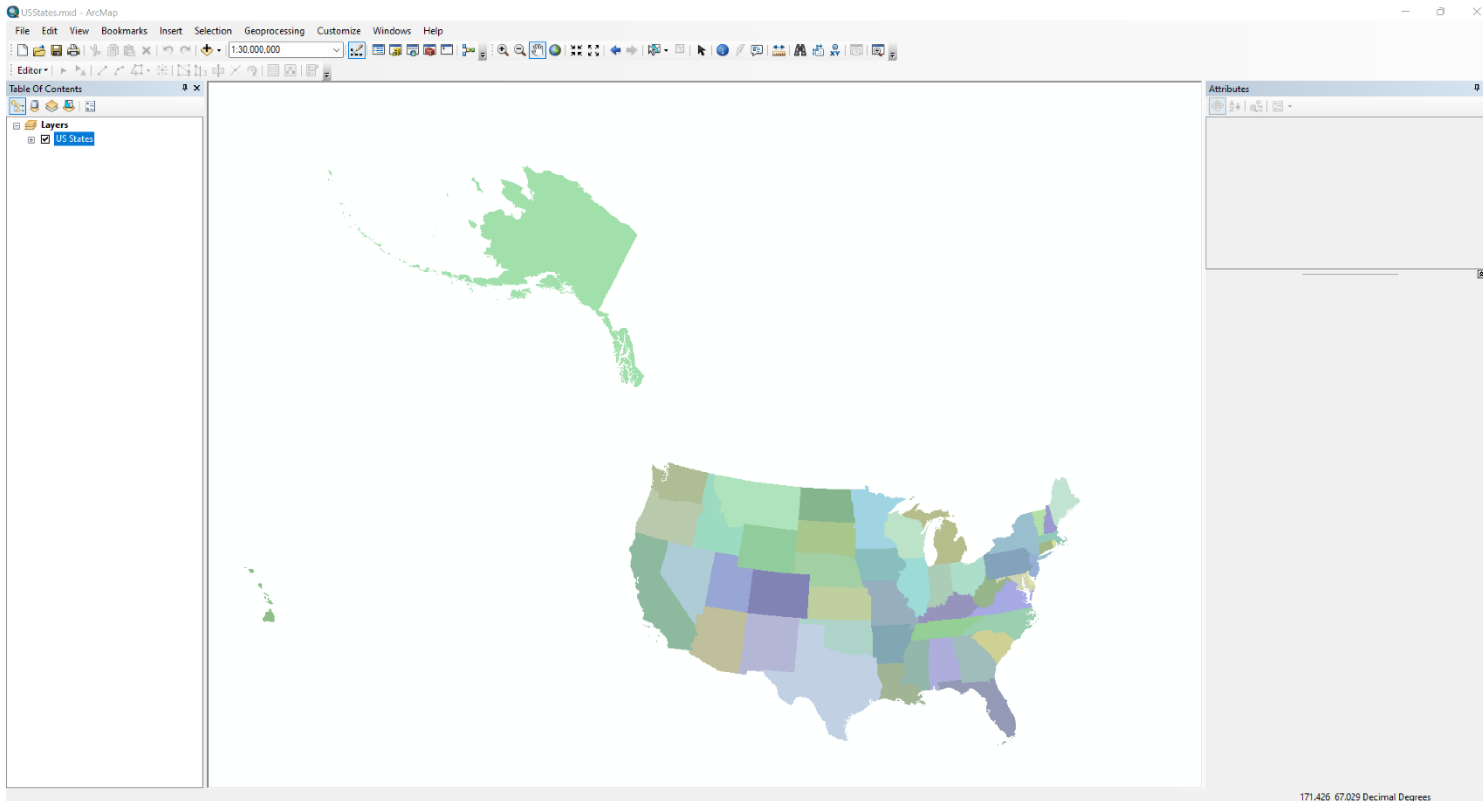 USStates.mxd - ArcMap
File Edit View Bookmarks Insert Selection Geoprocessing Customize Windows Help
1:30,000,000
Editor
Table Of Contents
Layers
US States
Attributes
171.426 67.029 Decimal Degrees